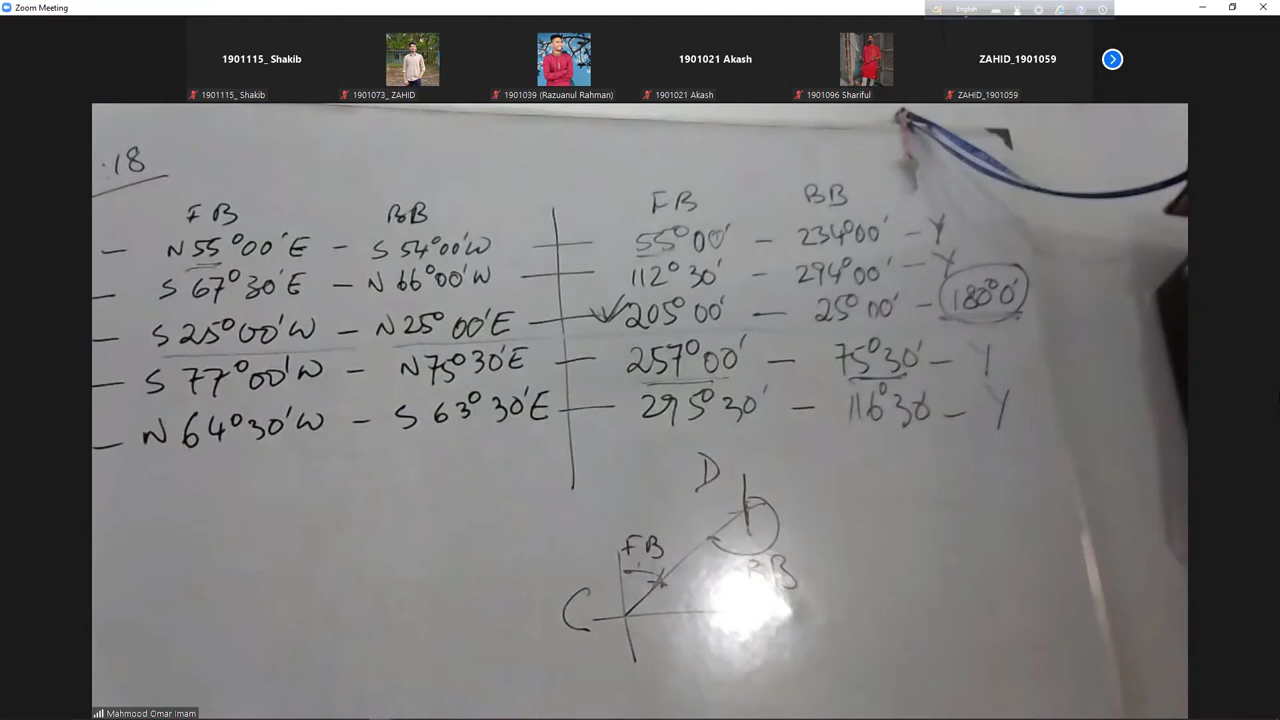 Zoom Meeting
English
1901115_ Shakib
1901021 Akash
ZAHID_1901059
1901115_ Shakib
1901073_ ZAHID
1901039 (Razuanul Rahman)
1901021 Akash
1901096 Shariful
ZAHID_1901059
:18
FB BB FB BB
— N 55°00'E — S 54°00'W — 55°00' — 234°00' — Y
— S 67°30'E — N 66°00'W — 112°30' — 294°00' — Y
— S 25°00'W — N 25°00'E — 205°00' — 25°00' — 180°0'
— S 77°00'W — N 75°30'E — 257°00' — 75°30' — Y
— N 64°30'W — S 63°30'E — 295°30' — 116°30 — Y
D
FB
BB
C
Mahmood Omar Imam